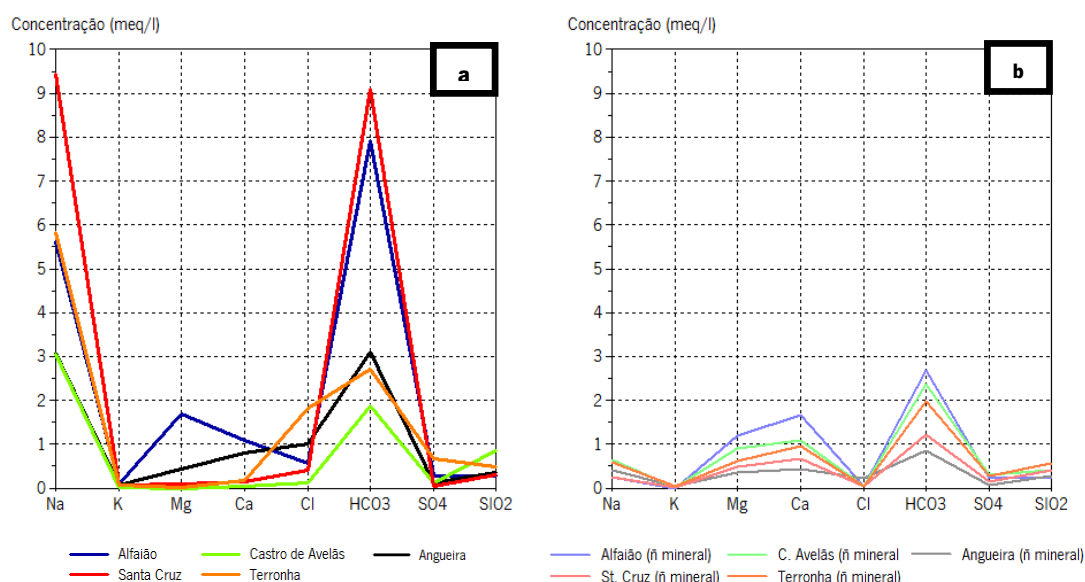 Concentração (meq/l)
10
9
8
7
6
5
4
3
2
1
0
a
Na K Mg Ca Cl HCO3 SO4 SIO2
Alfaião Castro de Avelãs Angueira
Santa Cruz Terronha
Concentração (meq/l)
10
9
8
7
6
5
4
3
2
1
0
b
Na K Mg Ca Cl HCO3 SO4 SIO2
Alfaião (ñ mineral) C. Avelãs (ñ mineral Angueira (ñ mineral)
St. Cruz (ñ mineral) Terronha (ñ mineral)